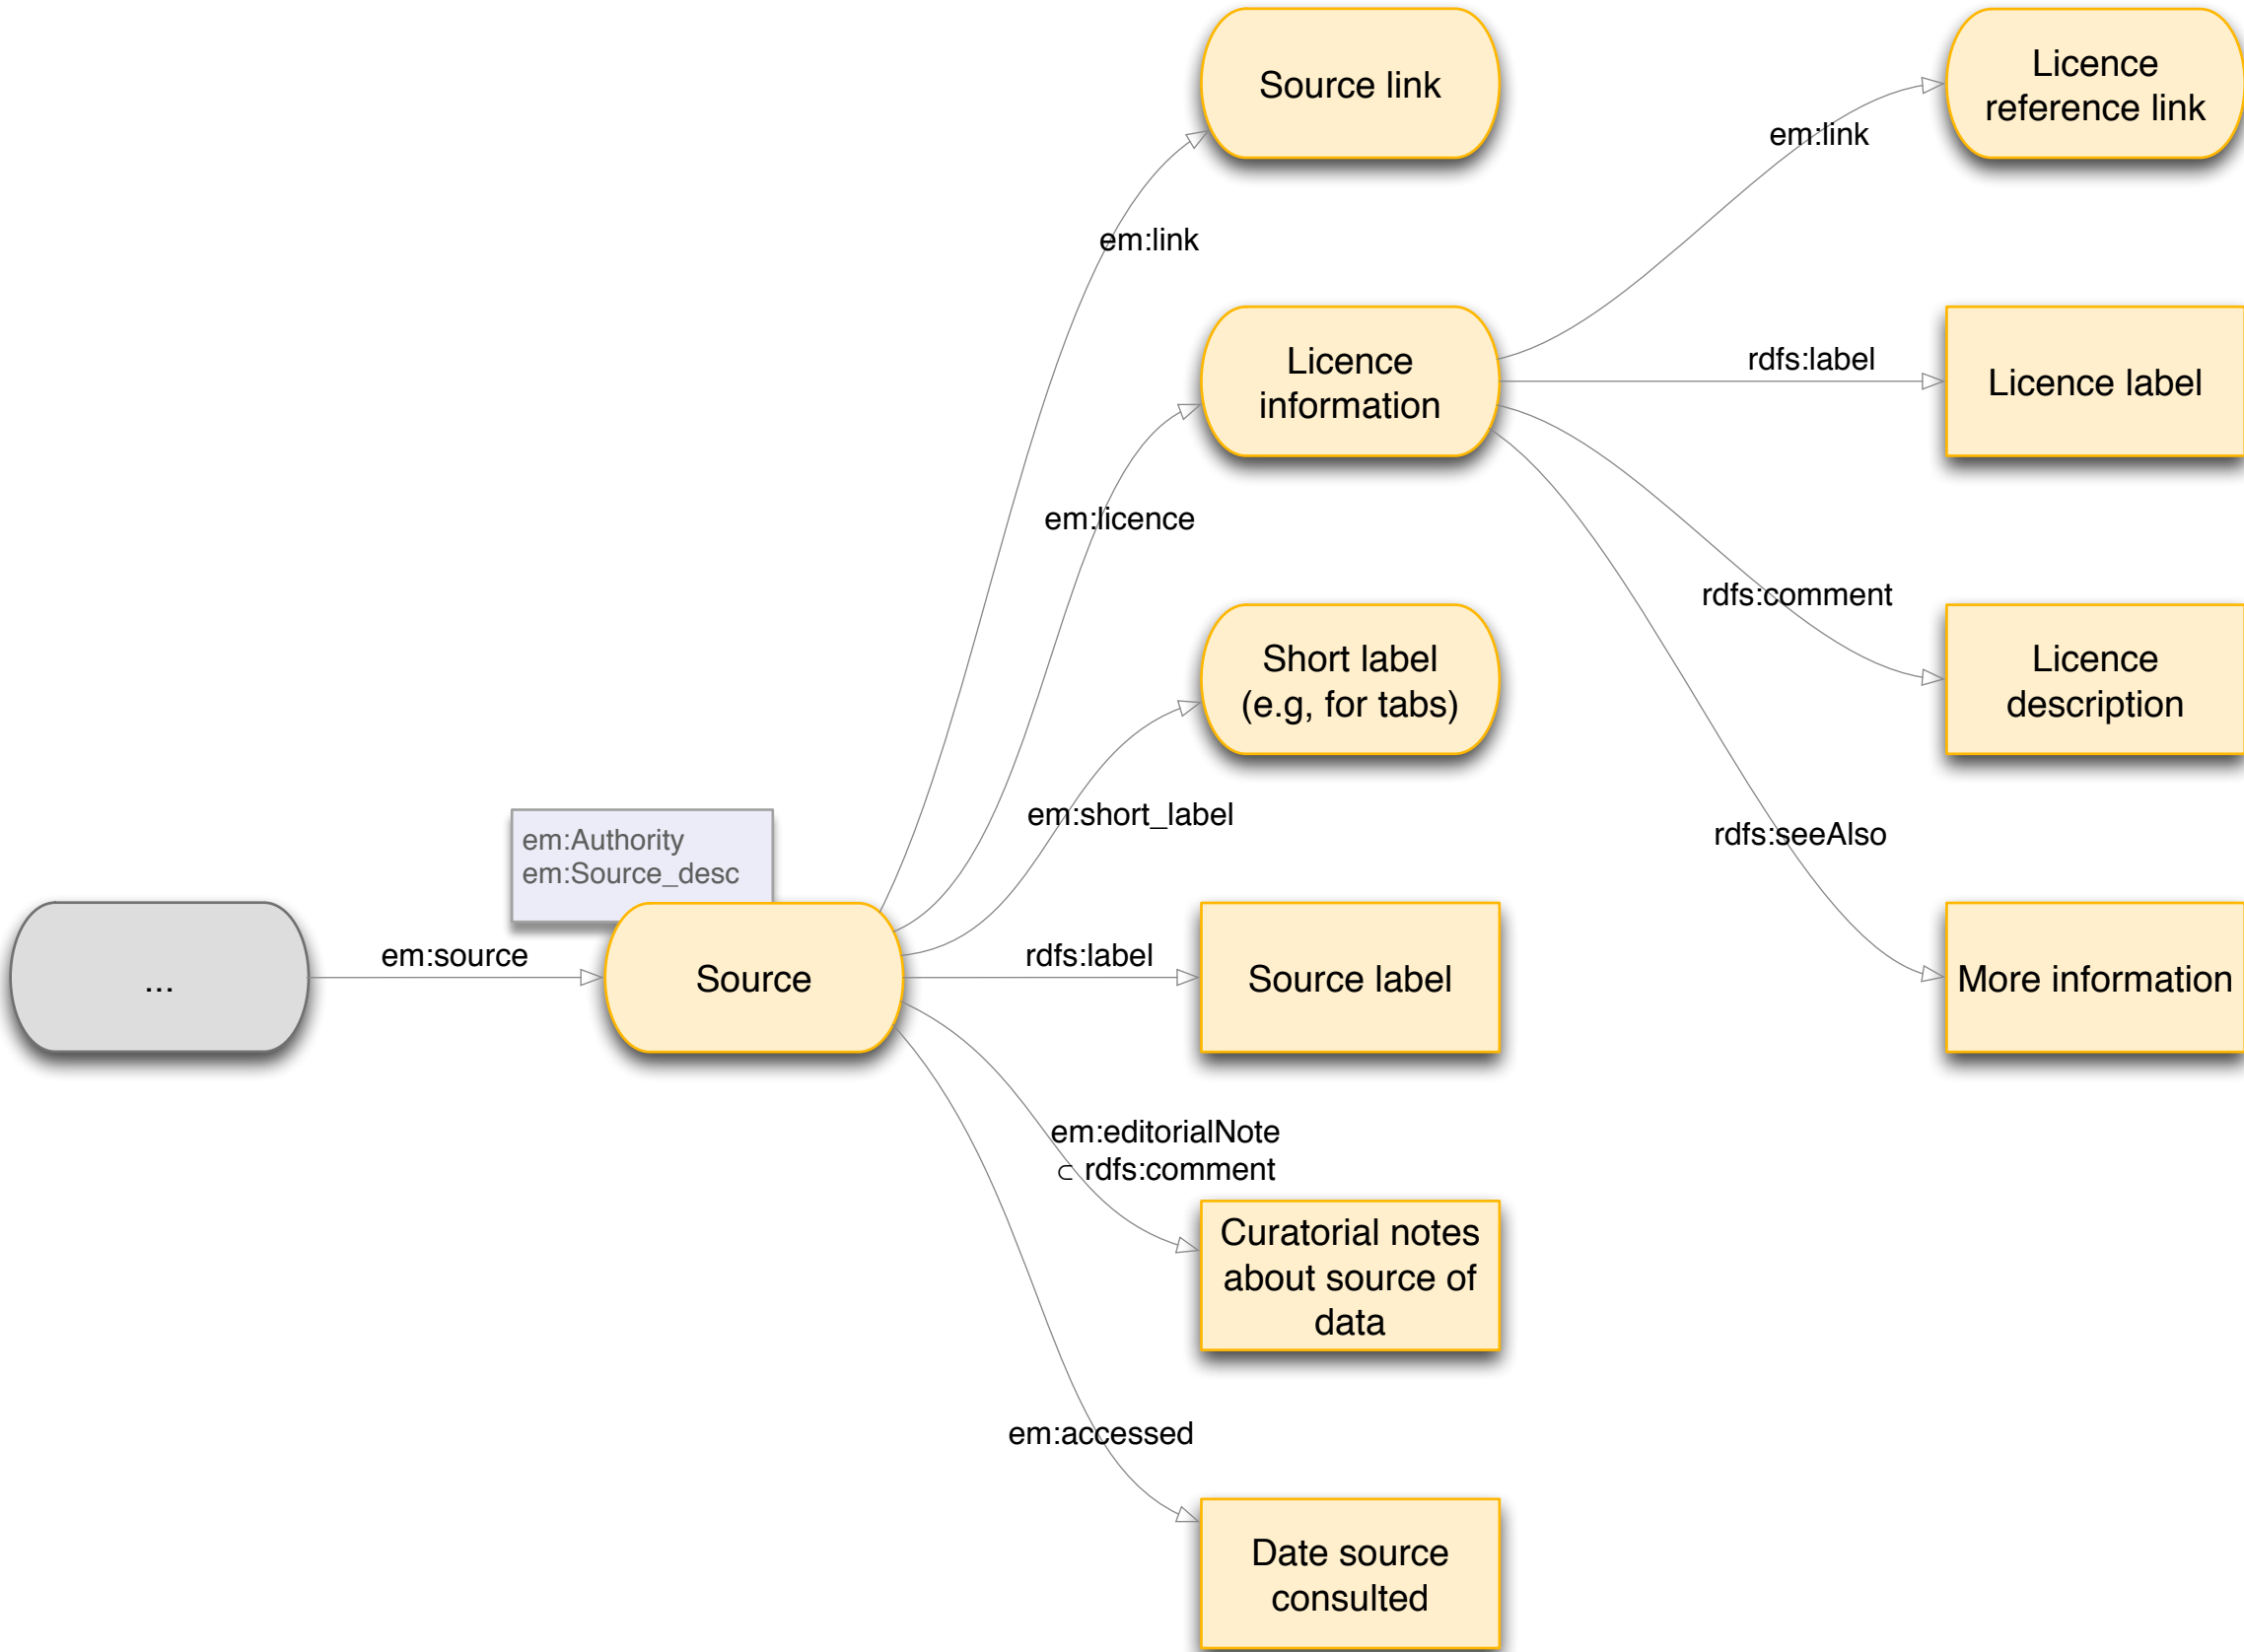 Source link
Licence
reference link
em:link
em:link
Licence
information
rdfs:label
Licence label
em:licence
rdfs:comment
Short label
(e.g, for tabs)
Licence
description
em:short_label
rdfs:seeAlso
em:Authority
em:Source_desc
...
em:source
Source
rdfs:label
Source label
More information
em:editorialNote
⊂ rdfs:comment
Curatorial notes
about source of
data
em:accessed
Date source
consulted